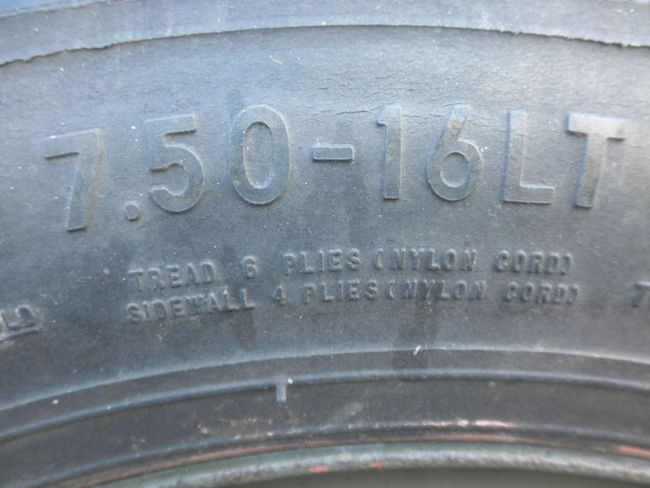 7.50-16LT
TREAD 6 PLIES (NYLON CORD)
SIDEWALL 4 PLIES (NYLON CORD)